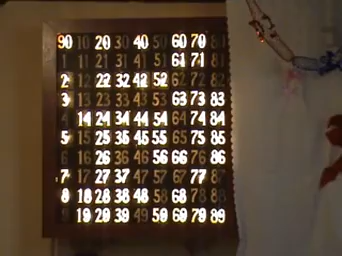 90 10 20 30 40 50 60 70 80
1 11 21 31 41 51 61 71 81
2 12 22 32 42 52 62 72 82
3 13 23 33 43 53 63 73 83
4 14 24 34 44 54 64 74 84
5 15 25 35 45 55 65 75 85
6 16 26 36 46 56 66 76 86
7 17 27 37 47 57 67 77 87
8 18 28 38 48 58 68 78 88
9 19 29 39 49 59 69 79 89